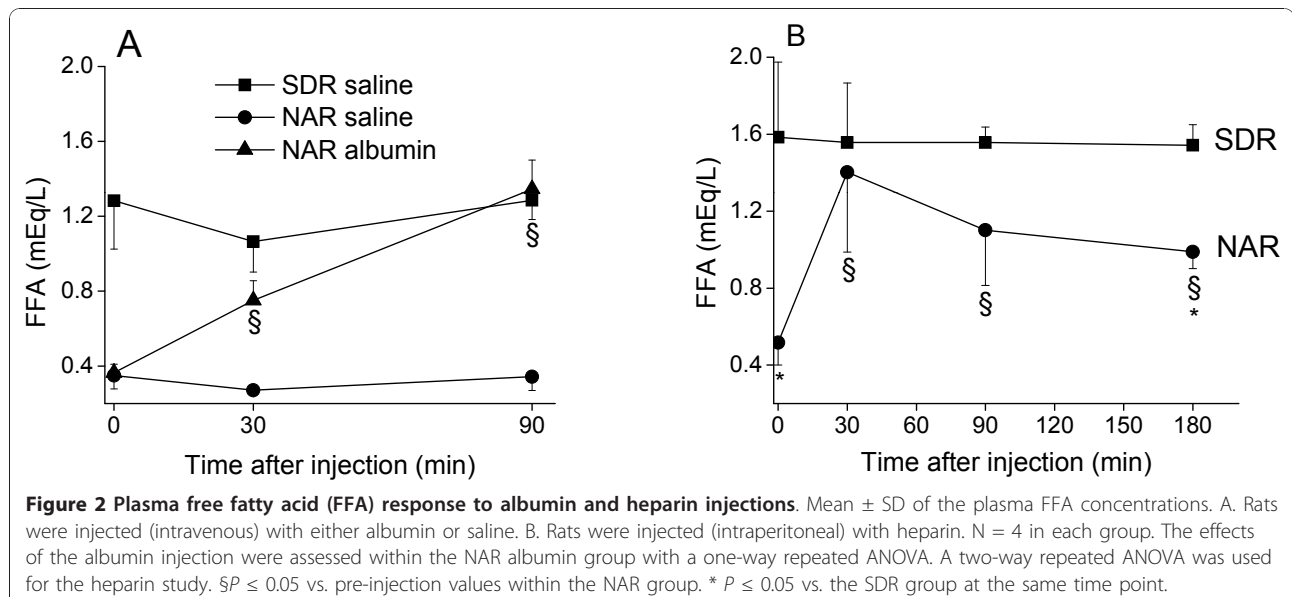 A
2.0
1.6
1.2
0.8
0.4
FFA (mEq/L)
SDR saline
NAR saline
NAR albumin
§
§
0
30
90
Time after injection (min)
B
2.0
1.6
1.2
0.8
0.4
FFA (mEq/L)
SDR
NAR
§
§
§
*
*
0 30 60 90 120 150 180
Time after injection (min)
Figure 2 Plasma free fatty acid (FFA) response to albumin and heparin injections. Mean ± SD of the plasma FFA concentrations. A. Rats
were injected (intravenous) with either albumin or saline. B. Rats were injected (intraperitoneal) with heparin. N = 4 in each group. The effects
of the albumin injection were assessed within the NAR albumin group with a one-way repeated ANOVA. A two-way repeated ANOVA was used
for the heparin study. §P ≤ 0.05 vs. pre-injection values within the NAR group. * P ≤ 0.05 vs. the SDR group at the same time point.